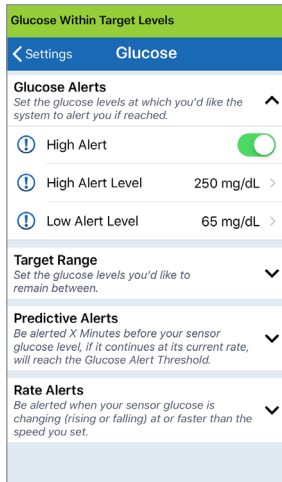 Glucose Within Target Levels
Settings
Glucose
Glucose Alerts
Set the glucose levels at which you'd like the
system to alert you if reached.
High Alert
High Alert Level 250 mg/dL
Low Alert Level 65 mg/dL
Target Range
Set the glucose levels you'd like to
remain between.
Predictive Alerts
Be alerted X Minutes before your sensor
glucose level, if it continues at its current rate,
will reach the Glucose Alert Threshold.
Rate Alerts
Be alerted when your sensor glucose is
changing (rising or falling) at or faster than the
speed you set.